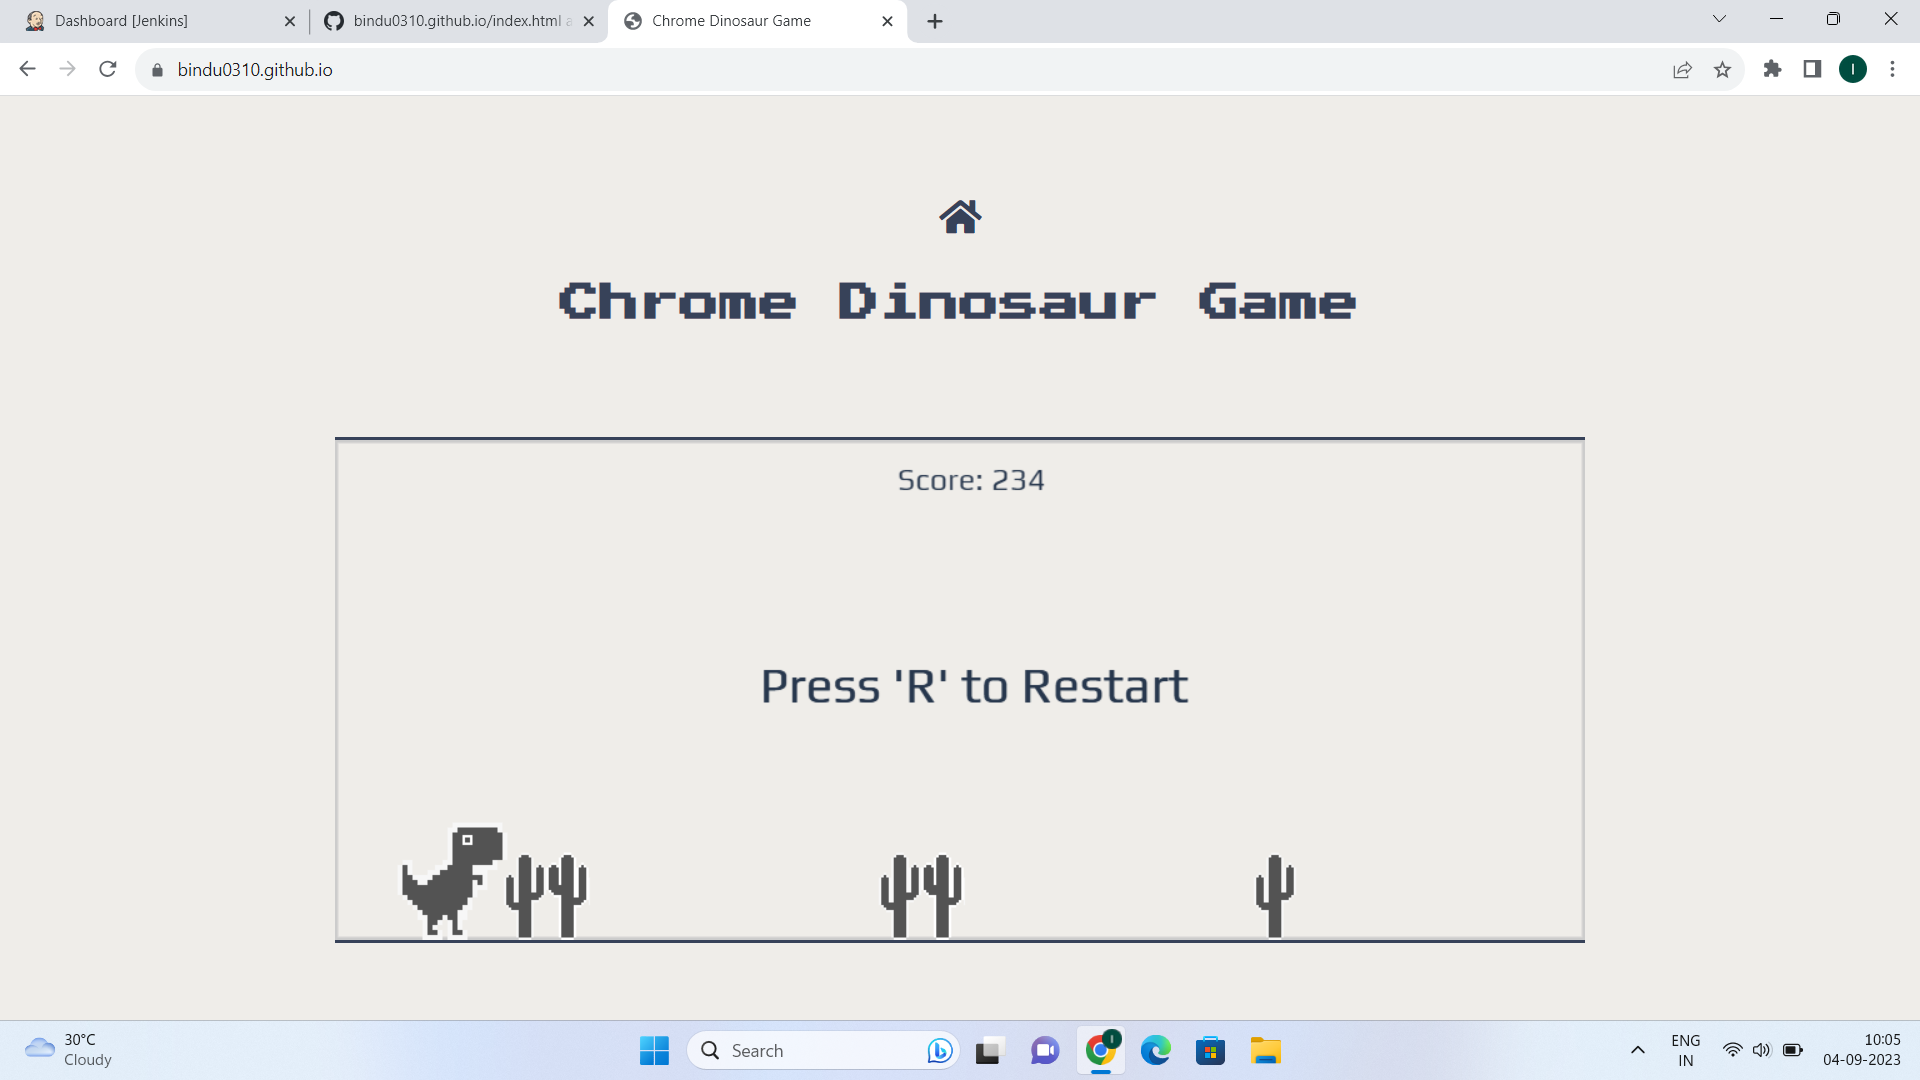 Dashboard [Jenkins]
bindu0310.github.io/index.html a
Chrome Dinosaur Game
bindu0310.github.io
I
Chrome Dinosaur Game
Score: 234
Press 'R' to Restart
30°C
Cloudy
Search
I
ENG
IN
10:05
04-09-2023